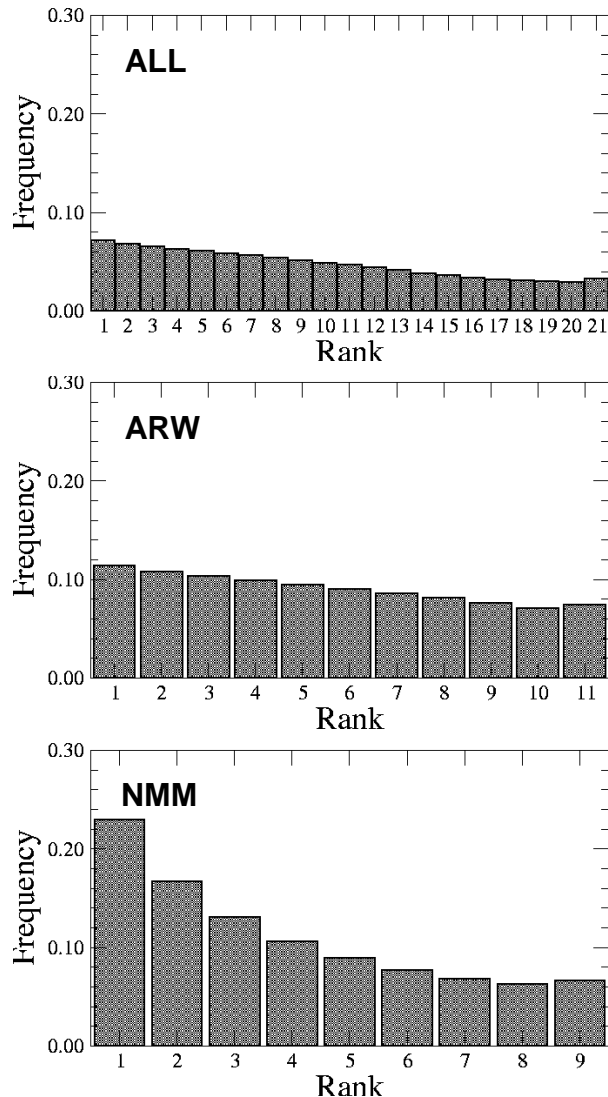 0.30
ALL
0.20
Frequency
0.10
0.00
1 2 3 4 5 6 7 8 9 10 11 12 13 14 15 16 17 18 19 20 21
Rank
0.30
ARW
0.20
Frequency
0.10
0.00
1 2 3 4 5 6 7 8 9 10 11
Rank
0.30
NMM
0.20
Frequency
0.10
0.00
1 2 3 4 5 6 7 8 9
Rank